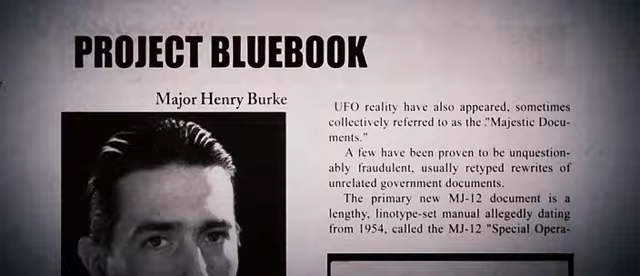 PROJECT BLUEBOOK
Major Henry Burke
UFO reality have also appeared, sometimes
collectively referred to as the "Majestic Docu-
ments."
A few have been proven to be unquestion-
ably fraudulent, usually retyped rewrites of
unrelated government documents.
The primary new MJ-12 document is a
lengthy, linotype-set manual allegedly dating
from 1954, called the MJ-12 "Special Opera-